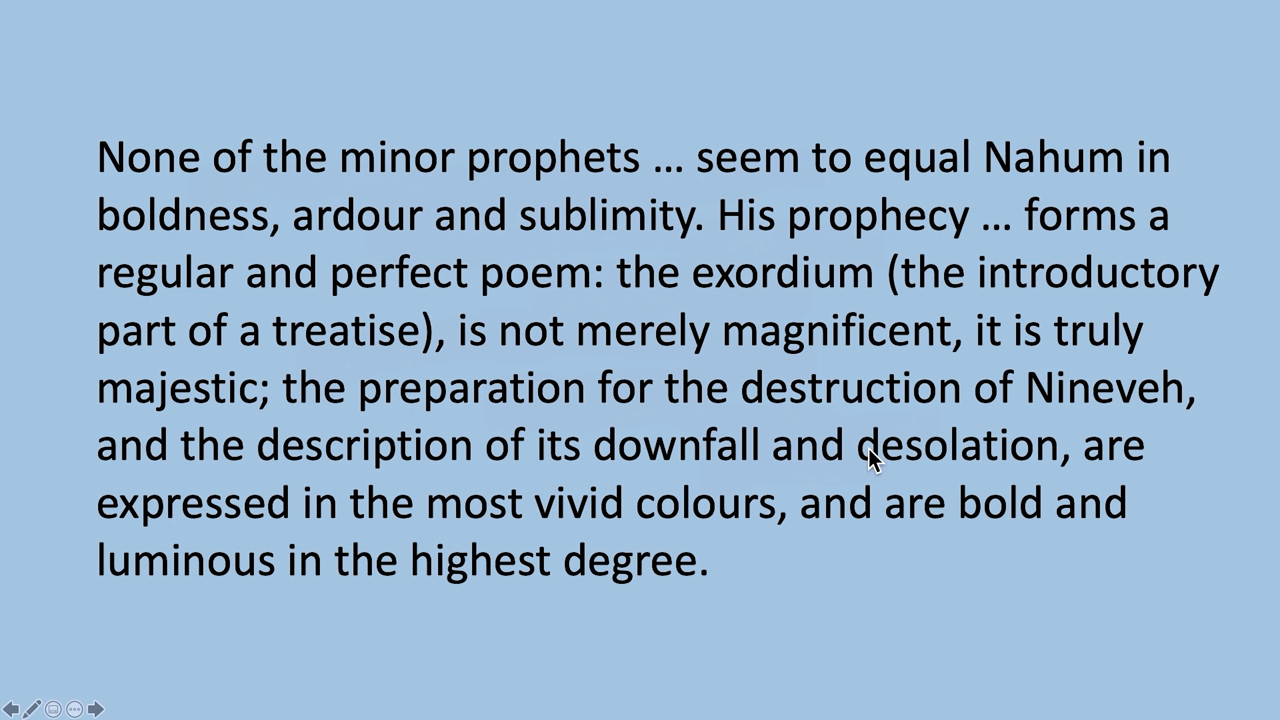 None of the minor prophets … seem to equal Nahum in
boldness, ardour and sublimity. His prophecy … forms a
regular and perfect poem: the exordium (the introductory
part of a treatise), is not merely magnificent, it is truly
majestic; the preparation for the destruction of Nineveh,
and the description of its downfall and desolation, are
expressed in the most vivid colours, and are bold and
luminous in the highest degree.